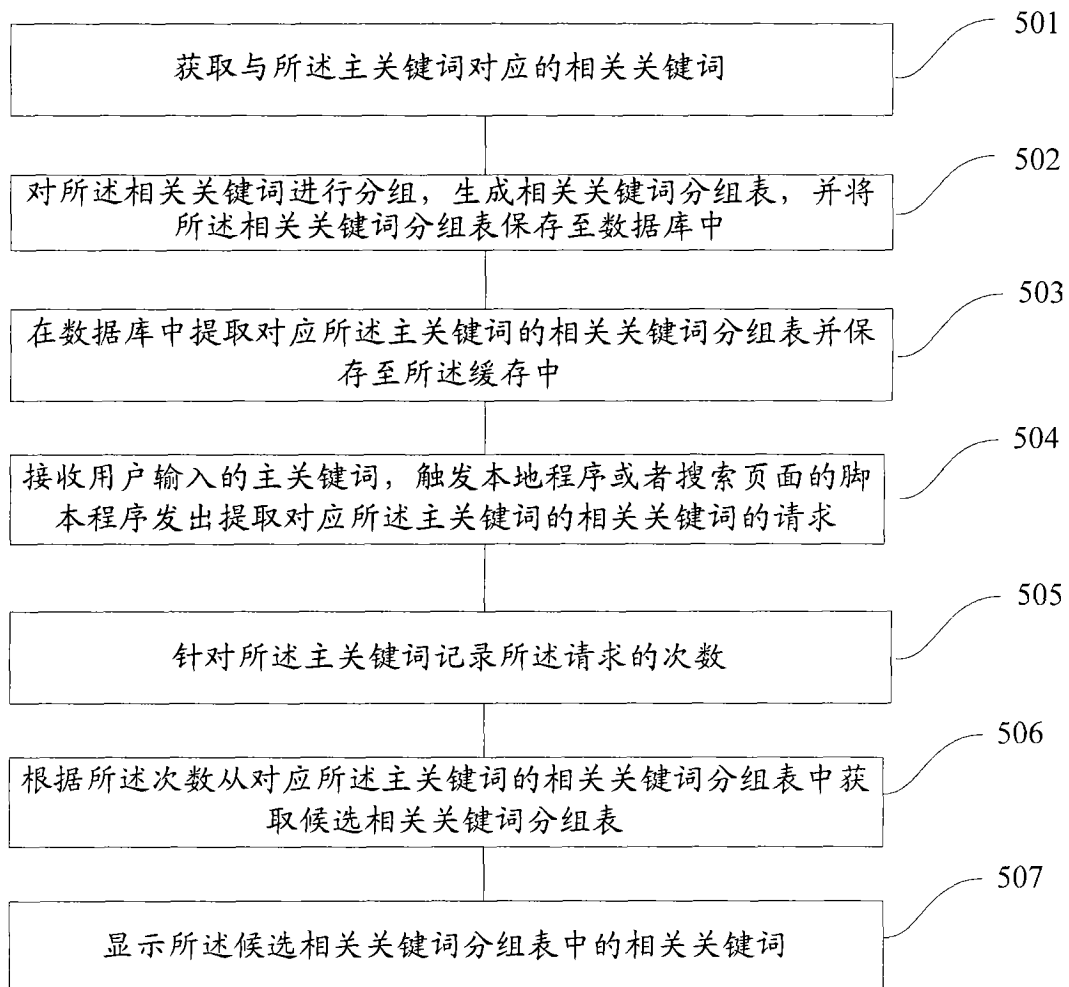 501
获取与所述主关键词对应的相关关键词
502
对所述相关关键词进行分组，生成相关关键词分组表，并将
所述相关关键词分组表保存至数据库中
503
在数据库中提取对应所述主关键词的相关关键词分组表并保
存至所述缓存中
504
接收用户输入的主关键词，触发本地程序或者搜索页面的脚
本程序发出提取对应所述主关键词的相关关键词的请求
505
针对所述主关键词记录所述请求的次数
506
根据所述次数从对应所述主关键词的相关关键词分组表中获
取候选相关关键词分组表
507
显示所述候选相关关键词分组表中的相关关键词